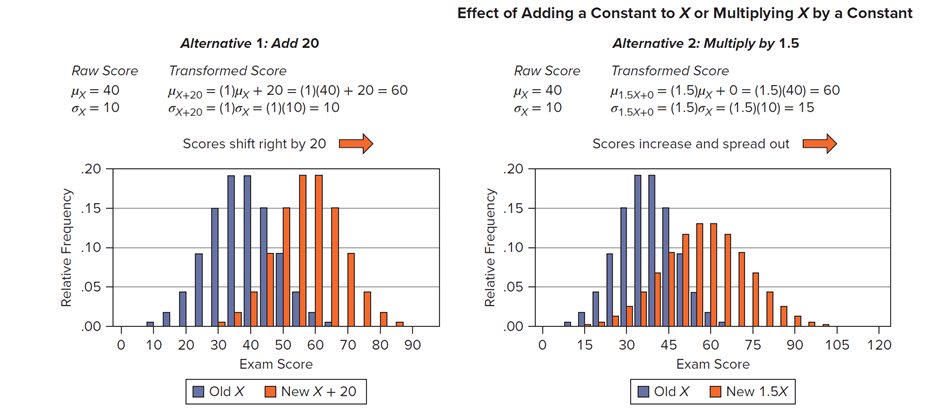 Effect of Adding a Constant to X or Multiplying X by a Constant
Alternative 1: Add 20
Raw Score Transformed Score
μX = 40 μX+20 = (1)μX + 20 = (1)(40) + 20 = 60
σX = 10 σX+20 = (1)σX = (1)(10) = 10
Scores shift right by 20
.20
.15
.10
.05
.00
Relative Frequency
0 10 20 30 40 50 60 70 80 90
Exam Score
Old X New X + 20
Alternative 2: Multiply by 1.5
Raw Score Transformed Score
μX = 40 μ1.5X+0 = (1.5)μX + 0 = (1.5)(40) = 60
σX = 10 σ1.5X+0 = (1.5)σX = (1.5)(10) = 15
Scores increase and spread out
.20
.15
.10
.05
.00
Relative Frequency
0 15 30 45 60 75 90 105 120
Exam Score
Old X New 1.5X